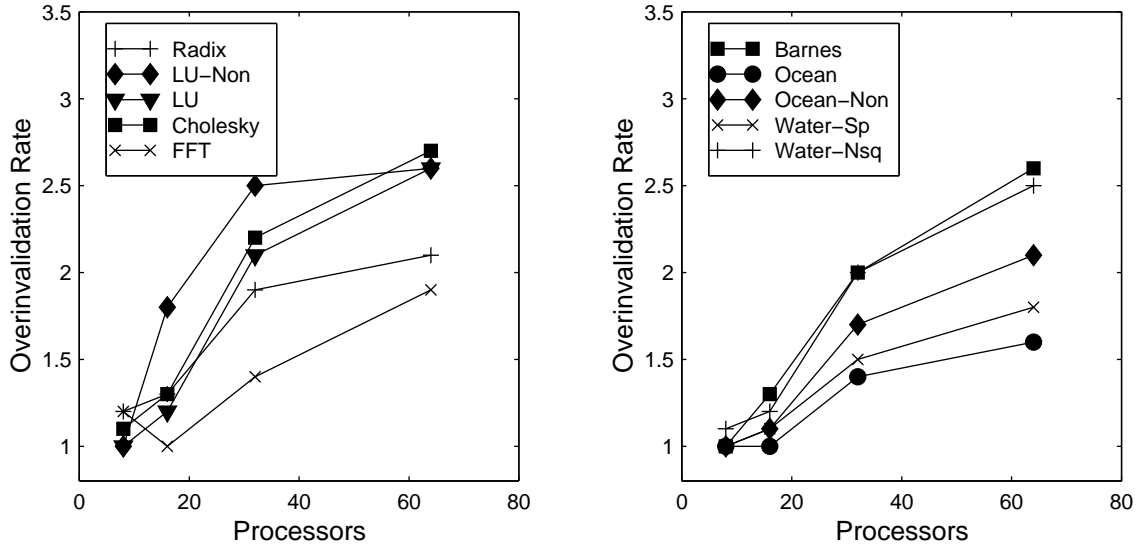 3.5
3
2.5
2
1.5
1
0
20
40
60
80
Processors
Overinvalidation Rate
Radix
LU−Non
LU
Cholesky
FFT
3.5
3
2.5
2
1.5
1
0
20
40
60
80
Processors
Overinvalidation Rate
Barnes
Ocean
Ocean−Non
Water−Sp
Water−Nsq